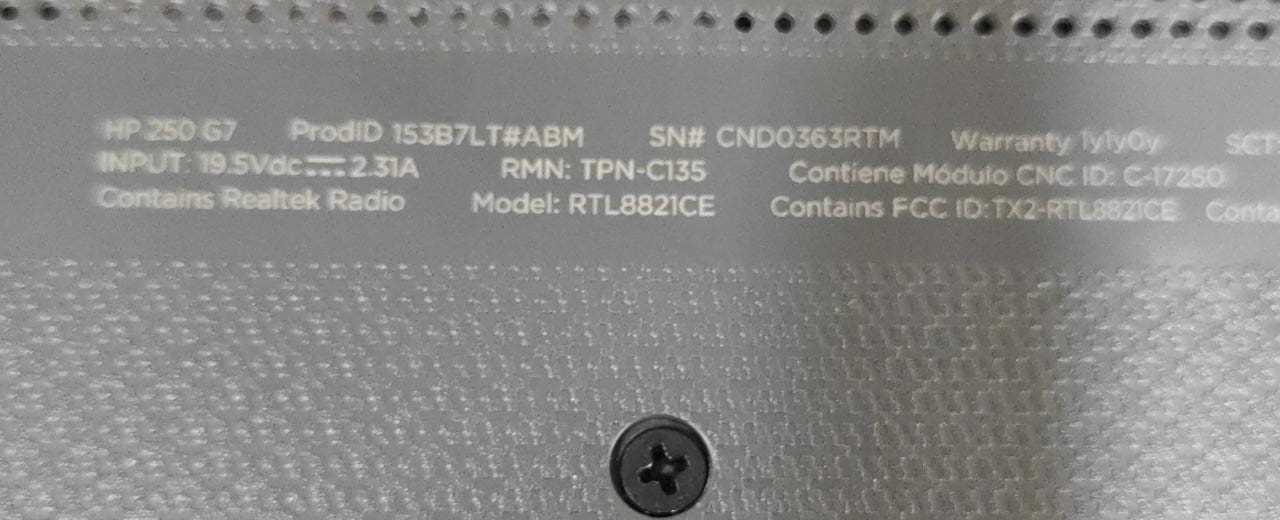 HP 250 G7 ProdID 153B7LT#ABM SN# CND0363RTM Warranty 1y1y0y
INPUT: 19.5Vdc⎓2.31A RMN: TPN-C135 Contiene Módulo CNC ID: C-17250
Contains Realtek Radio Model: RTL8821CE Contains FCC ID:TX2-RTL8821CE